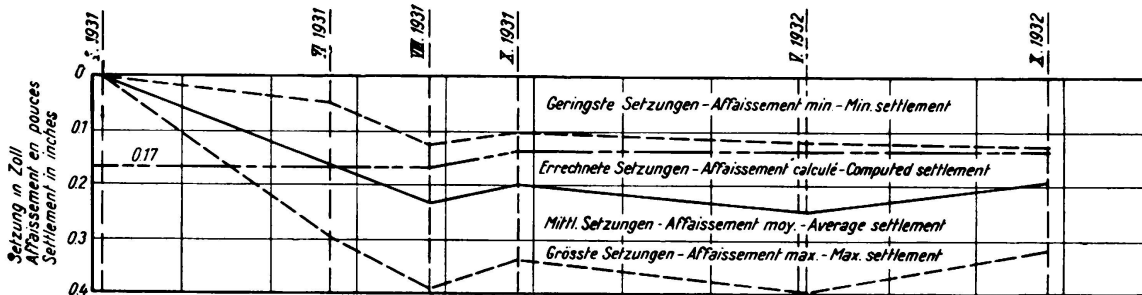 1931
VI. 1931
VIII. 1931
X. 1931
V. 1932
X. 1932
Setzung in Zoll
Affaissement en pouces
Settlement in inches
0
0.1
0.17
0.2
0.3
0.4
Geringste Setzungen - Affaissement min. - Min. settlement
Errechnete Setzungen - Affaissement calculé - Computed settlement
Mittl. Setzungen - Affaissement moy. - Average settlement
Grösste Setzungen - Affaissement max. - Max. settlement